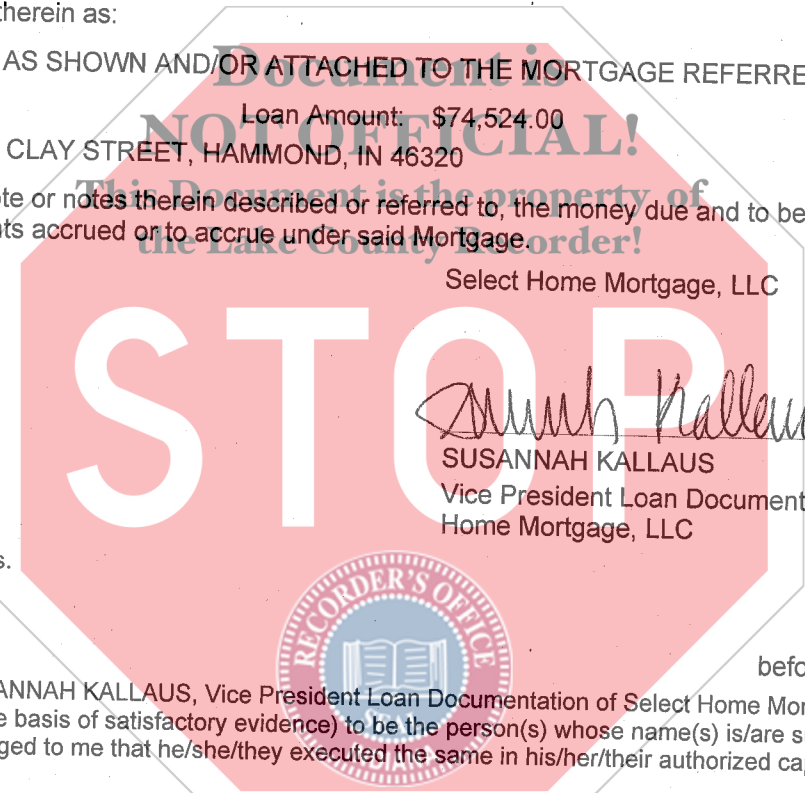 therein as:
AS SHOWN AND/OR ATTACHED TO THE MORTGAGE REFERRE
Document is
Loan Amount: $74,524.00
NOT OFFICIAL!
CLAY STREET, HAMMOND, IN 46320
This Document is the property of
te or notes therein described or referred to, the money due and to be
ts accrued or to accrue under said Mortgage.
the Lake County Recorder!
Select Home Mortgage, LLC
STOP
SUSANNAH KALLAUS
Vice President Loan Document
Home Mortgage, LLC
s.
RECORDER'S OFFICE
befo
ANNAH KALLAUS, Vice President Loan Documentation of Select Home Mor
e basis of satisfactory evidence) to be the person(s) whose name(s) is/are s
ged to me that he/she/they executed the same in his/her/their authorized ca
INDIANA